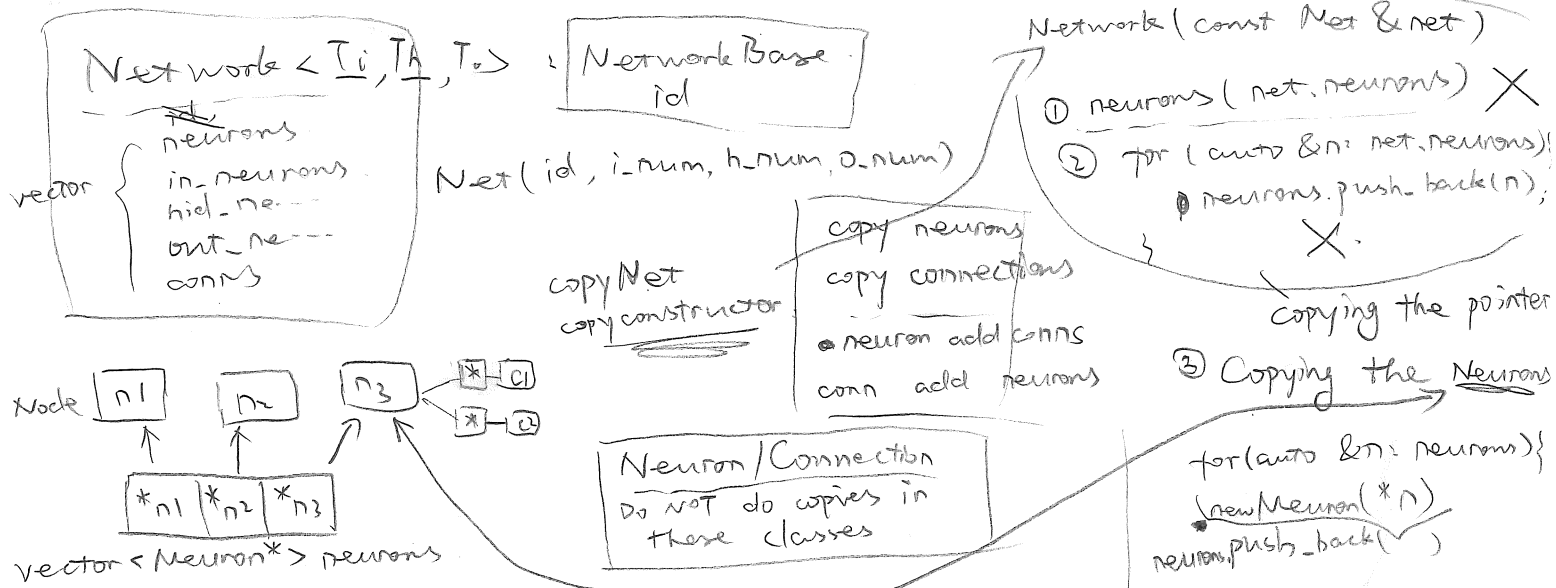 Network < Ti, Th, To> : NetworkBase
id
id,
neurons
in_neurons
hid_ne....
out_ne----
conns
vector
Net( id, i_num, h_num, o_num)
copyNet
copy constructor
copy neurons
copy connections
neuron add conns
conn add neurons
Network( const Net & net)
① neurons( net.neurons) X
② for ( auto &n: net.neurons){
neurons.push_back(n);
}
X.
copying the pointer
③ Copying the Neurons
for(auto &n: neurons){
(new Neuron(*n)
neurons.push_back( )
Node
n1
n2
n3
* C1
* C2
*n1 *n2 *n3
vector<Neuron*> neurons
Neuron/Connection
Do NOT do copies in
these classes